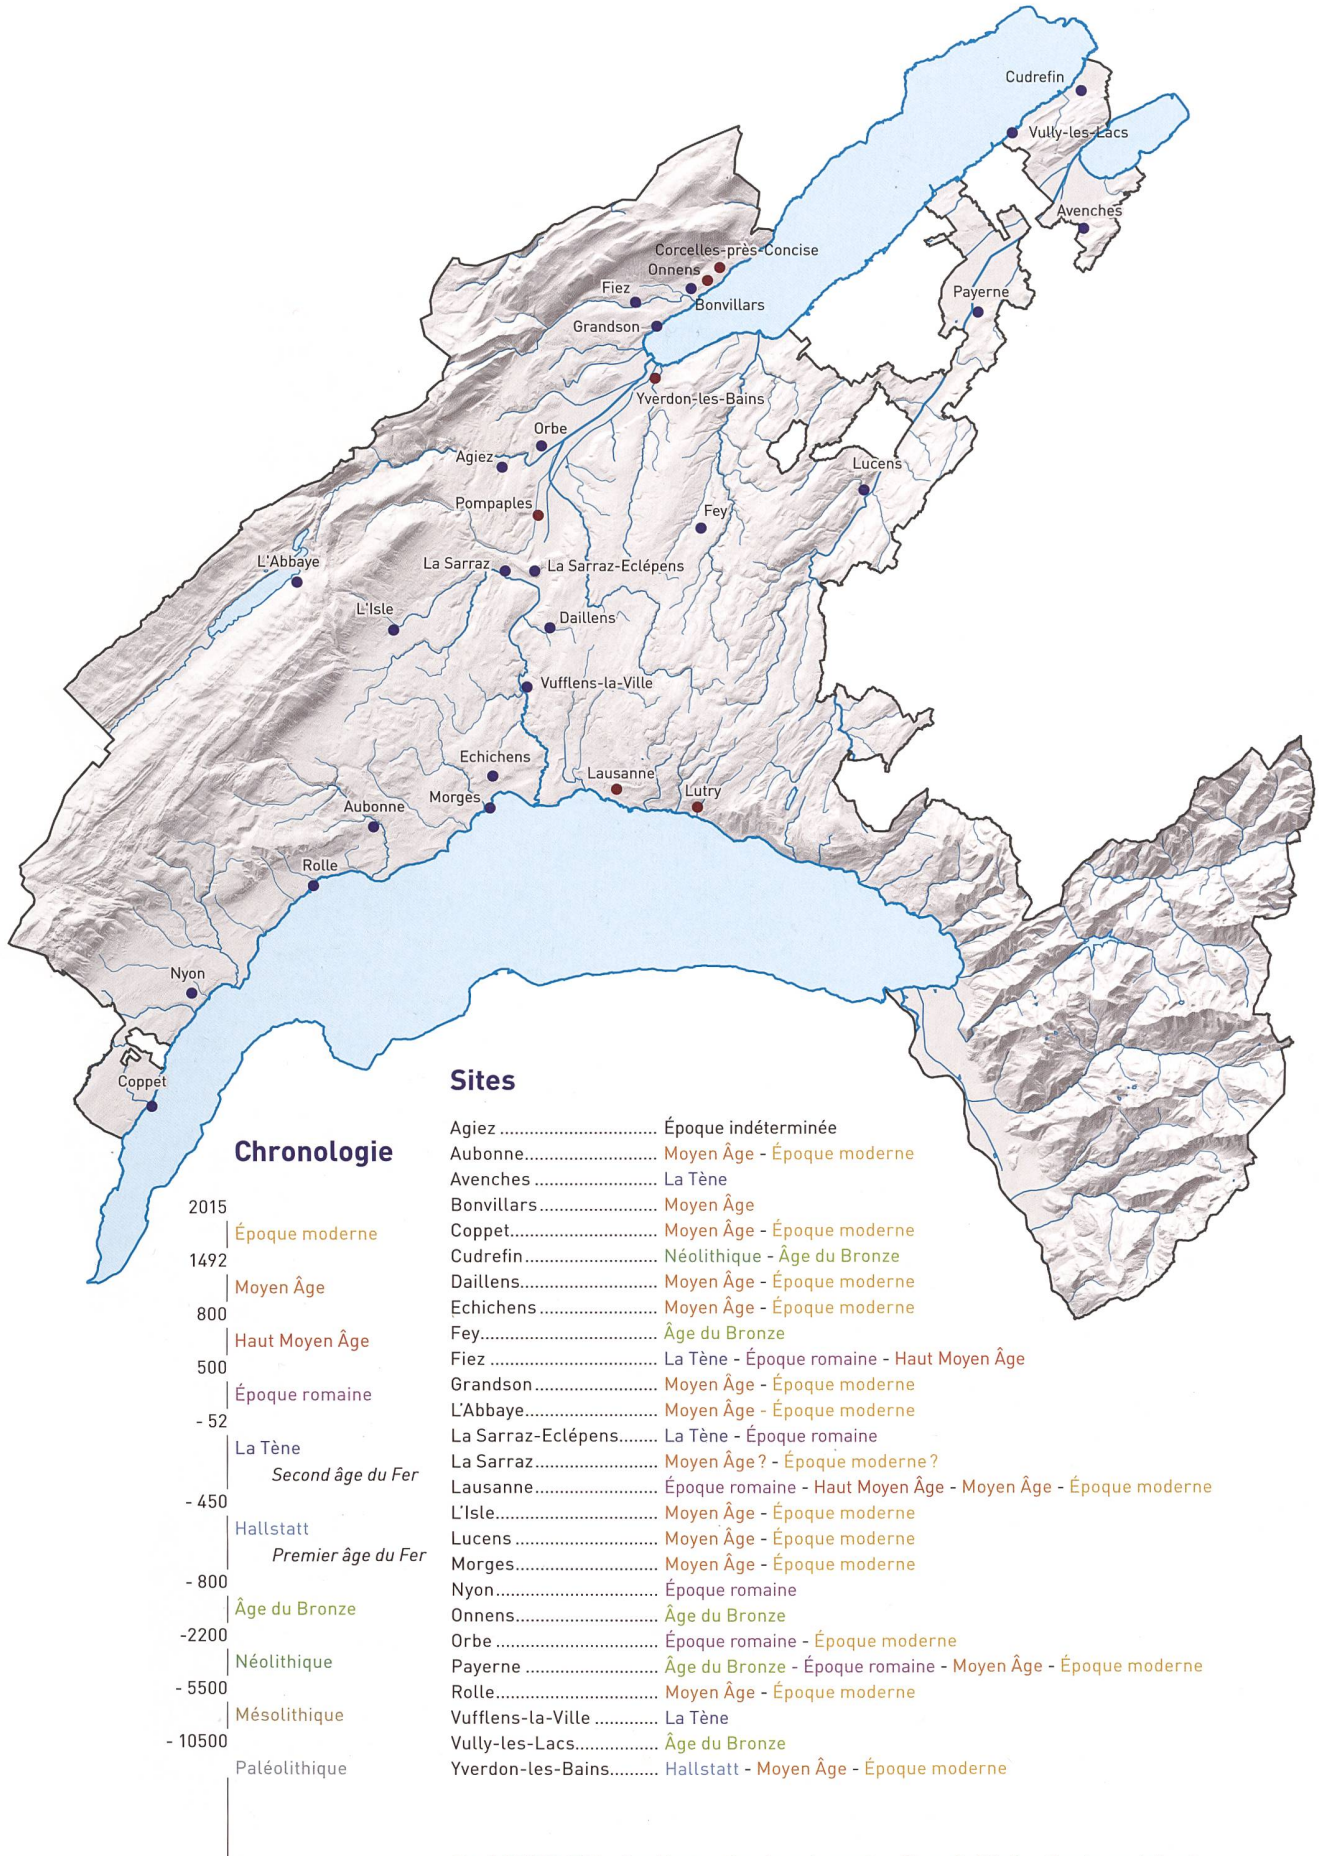 Cudrefin
Vully-les-Lacs
Avenches
Corcelles-près-Concise
Onnens
Fiez
Payerne
Bonvillars
Grandson
Yverdon-les-Bains
Orbe
Agiez
Lucens
Pompaples
Fey
L'Abbaye
La Sarraz
La Sarraz-Eclépens
L'Isle
Daillens
Vufflens-la-Ville
Echichens
Lausanne
Morges
Lutry
Aubonne
Rolle
Nyon
Coppet
Chronologie
2015
Époque moderne
1492
Moyen Âge
800
Haut Moyen Âge
500
Époque romaine
- 52
La Tène
Second âge du Fer
- 450
Hallstatt
Premier âge du Fer
- 800
Âge du Bronze
-2200
Néolithique
- 5500
Mésolithique
- 10500
Paléolithique
Sites
Agiez ............................ Époque indéterminée
Aubonne........................ Moyen Âge - Époque moderne
Avenches ...................... La Tène
Bonvillars..................... Moyen Âge
Coppet.......................... Moyen Âge - Époque moderne
Cudrefin........................ Néolithique - Âge du Bronze
Daillens......................... Moyen Âge - Époque moderne
Echichens ..................... Moyen Âge - Époque moderne
Fey................................ Âge du Bronze
Fiez .............................. La Tène - Époque romaine - Haut Moyen Âge
Grandson...................... Moyen Âge - Époque moderne
L'Abbaye........................ Moyen Âge - Époque moderne
La Sarraz-Eclépens....... La Tène - Époque romaine
La Sarraz ...................... Moyen Âge ? - Époque moderne ?
Lausanne...................... Époque romaine - Haut Moyen Âge - Moyen Âge - Époque moderne
L'Isle............................. Moyen Âge - Époque moderne
Lucens ......................... Moyen Âge - Époque moderne
Morges.......................... Moyen Âge - Époque moderne
Nyon............................. Époque romaine
Onnens.......................... Âge du Bronze
Orbe ............................. Époque romaine - Époque moderne
Payerne ........................ Âge du Bronze - Époque romaine - Moyen Âge - Époque moderne
Rolle............................. Moyen Âge - Époque moderne
Vufflens-la-Ville ............ La Tène
Vully-les-Lacs................ Âge du Bronze
Yverdon-les-Bains.......... Hallstatt - Moyen Âge - Époque moderne